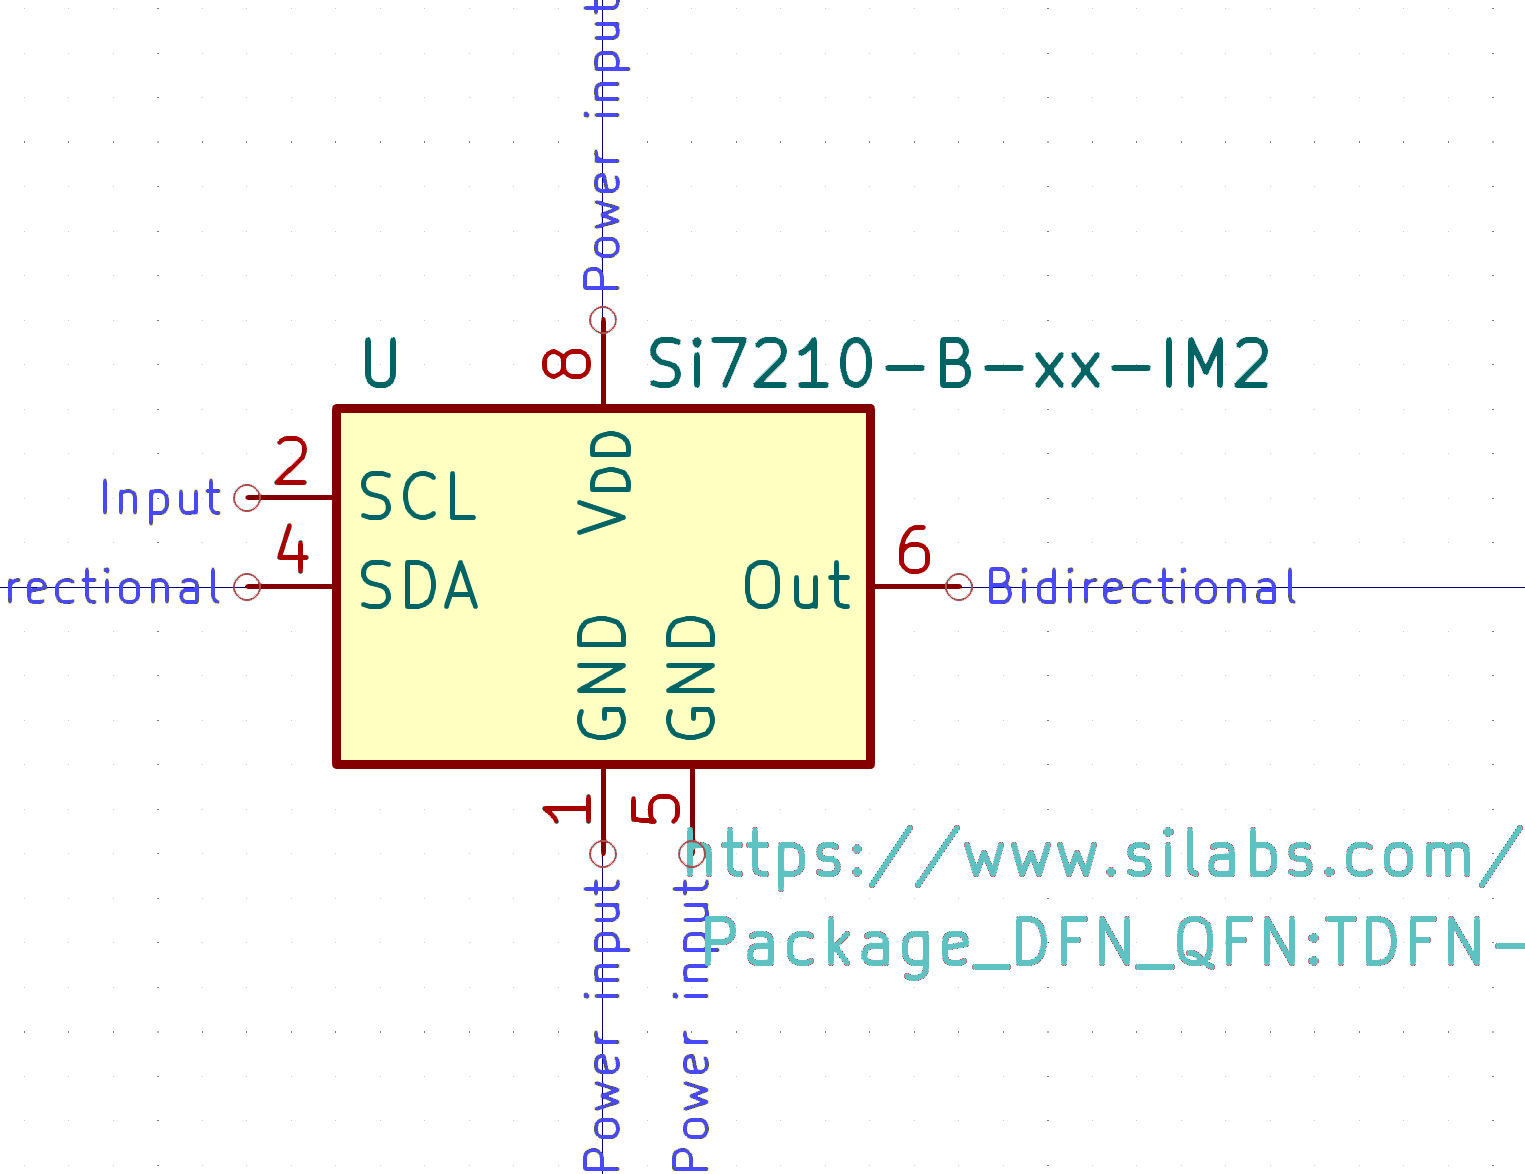 Power input
U
8
Si7210-B-xx-IM2
VDD
2
Input
SCL
4
rectional
SDA
6
Out
Bidirectional
GND
GND
1
5
https://www.silabs.com/
Package_DFN_QFN:TDFN-
Power input
Power input